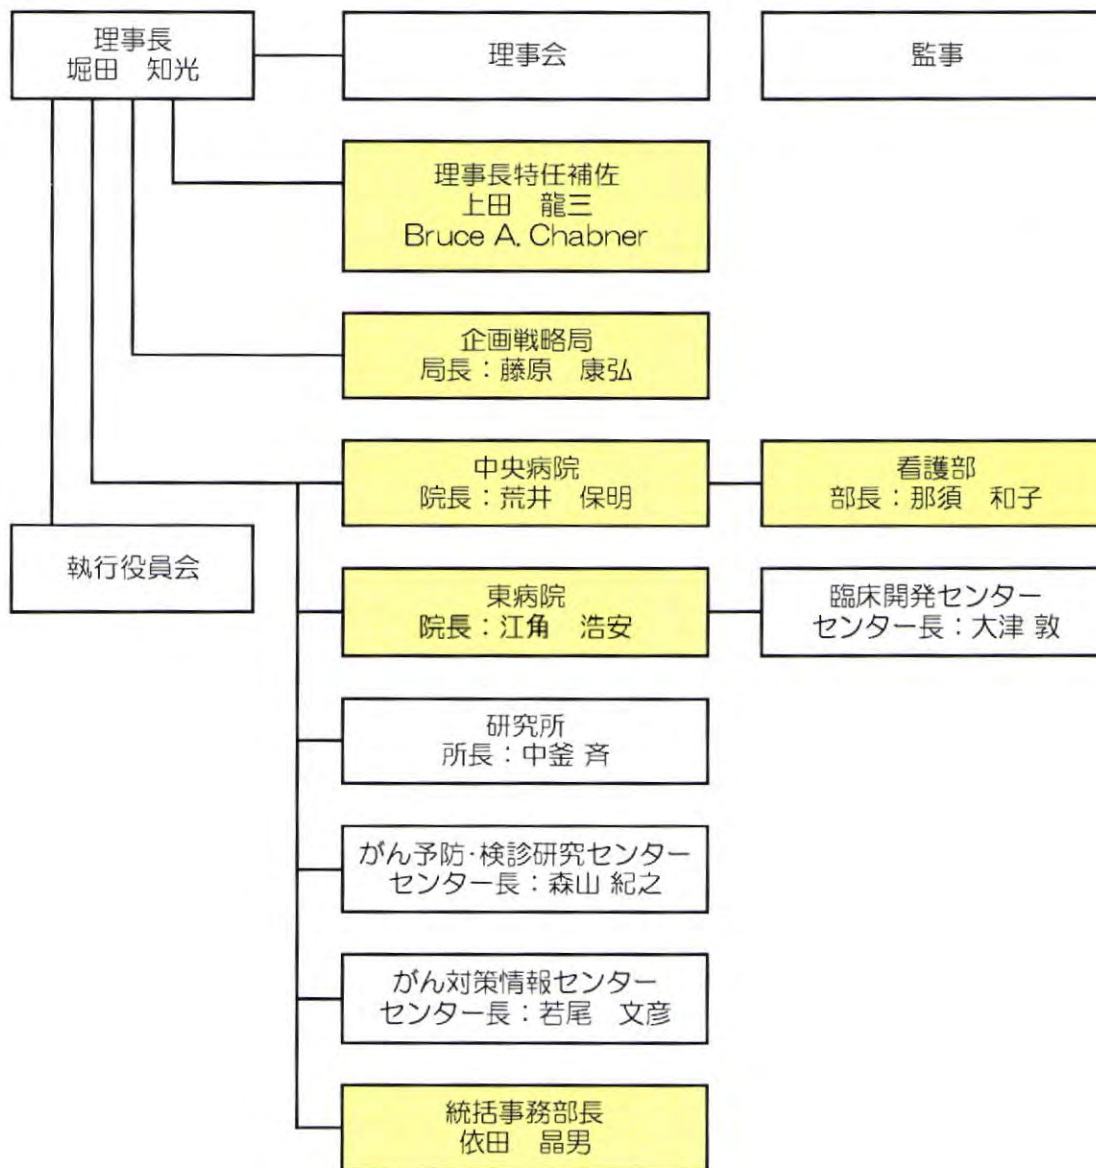 理事長
堀田　知光
理事会
監事
理事長特任補佐
上田　龍三
Bruce A. Chabner
企画戦略局
局長：藤原　康弘
中央病院
院長：荒井　保明
看護部
部長：那須　和子
執行役員会
東病院
院長：江角　浩安
臨床開発センター
センター長：大津 敦
研究所
所長：中釜 斉
がん予防・検診研究センター
センター長：森山 紀之
がん対策情報センター
センター長：若尾　文彦
統括事務部長
依田　晶男